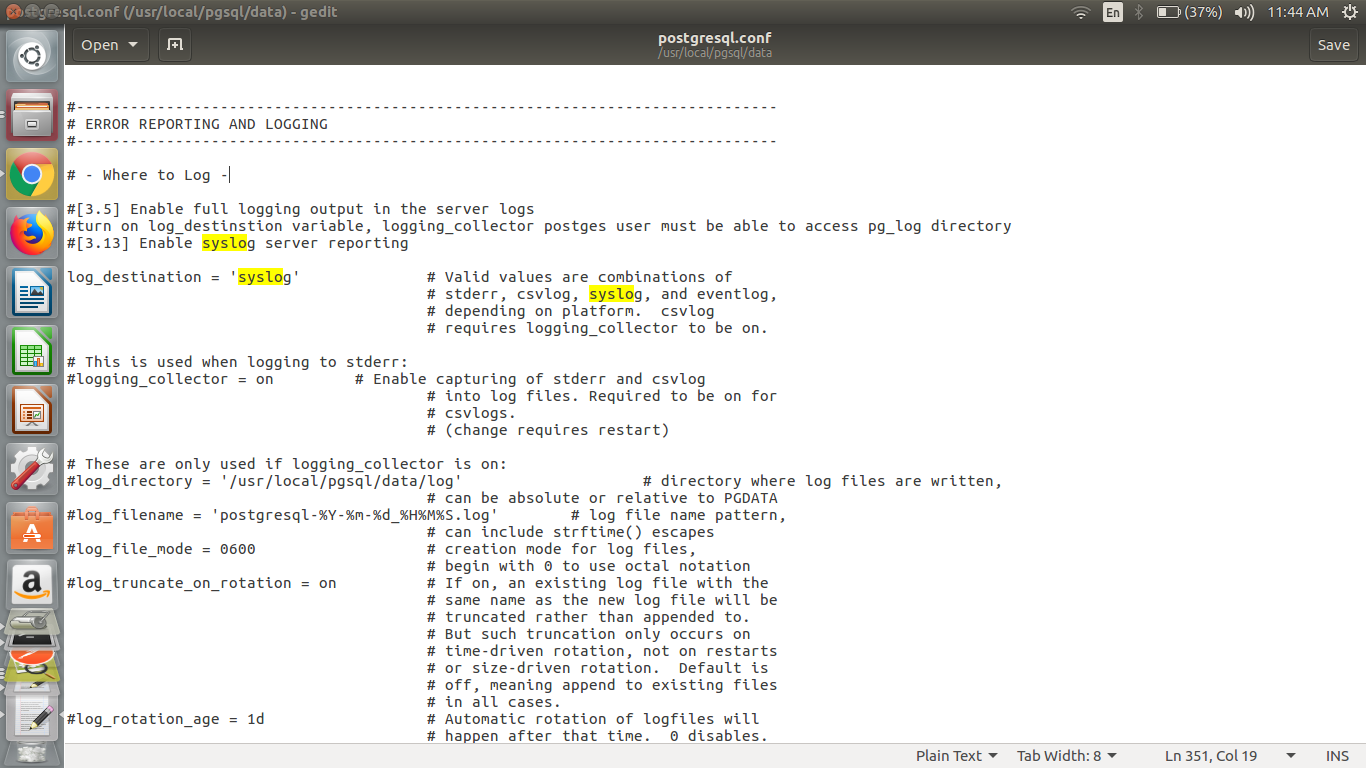 postgresql.conf (/usr/local/pgsql/data) - gedit
En
(37%)
11:44 AM
Open
postgresql.conf
/usr/local/pgsql/data
Save
#------------------------------------------------------------------------------
# ERROR REPORTING AND LOGGING
#------------------------------------------------------------------------------
# - Where to Log -
#[3.5] Enable full logging output in the server logs
#turn on log_destinstion variable, logging_collector postges user must be able to access pg_log directory
#[3.13] Enable syslog server reporting
log_destination = 'syslog' # Valid values are combinations of
# stderr, csvlog, syslog, and eventlog,
# depending on platform.  csvlog
# requires logging_collector to be on.
# This is used when logging to stderr:
#logging_collector = on # Enable capturing of stderr and csvlog
# into log files. Required to be on for
# csvlogs.
# (change requires restart)
# These are only used if logging_collector is on:
#log_directory = '/usr/local/pgsql/data/log' # directory where log files are written,
# can be absolute or relative to PGDATA
#log_filename = 'postgresql-%Y-%m-%d_%H%M%S.log' # log file name pattern,
# can include strftime() escapes
#log_file_mode = 0600 # creation mode for log files,
# begin with 0 to use octal notation
#log_truncate_on_rotation = on # If on, an existing log file with the
# same name as the new log file will be
# truncated rather than appended to.
# But such truncation only occurs on
# time-driven rotation, not on restarts
# or size-driven rotation.  Default is
# off, meaning append to existing files
# in all cases.
#log_rotation_age = 1d # Automatic rotation of logfiles will
# happen after that time.  0 disables.
Plain Text
Tab Width: 8
Ln 351, Col 19
INS